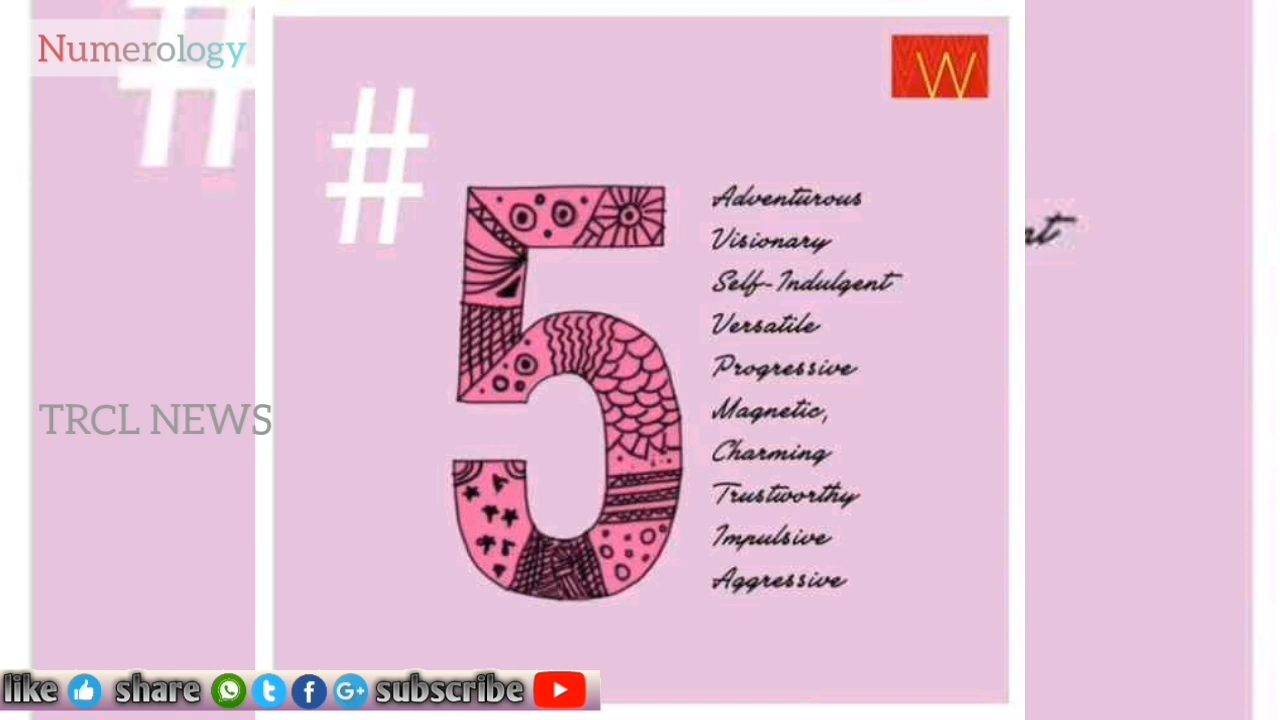 Numerology
W
#
5
Adventurous
Visionary
Self-Indulgent
Versatile
Progressive
Magnetic,
Charming
Trustworthy
Impulsive
Aggressive
TRCL NEWS
like share subscribe